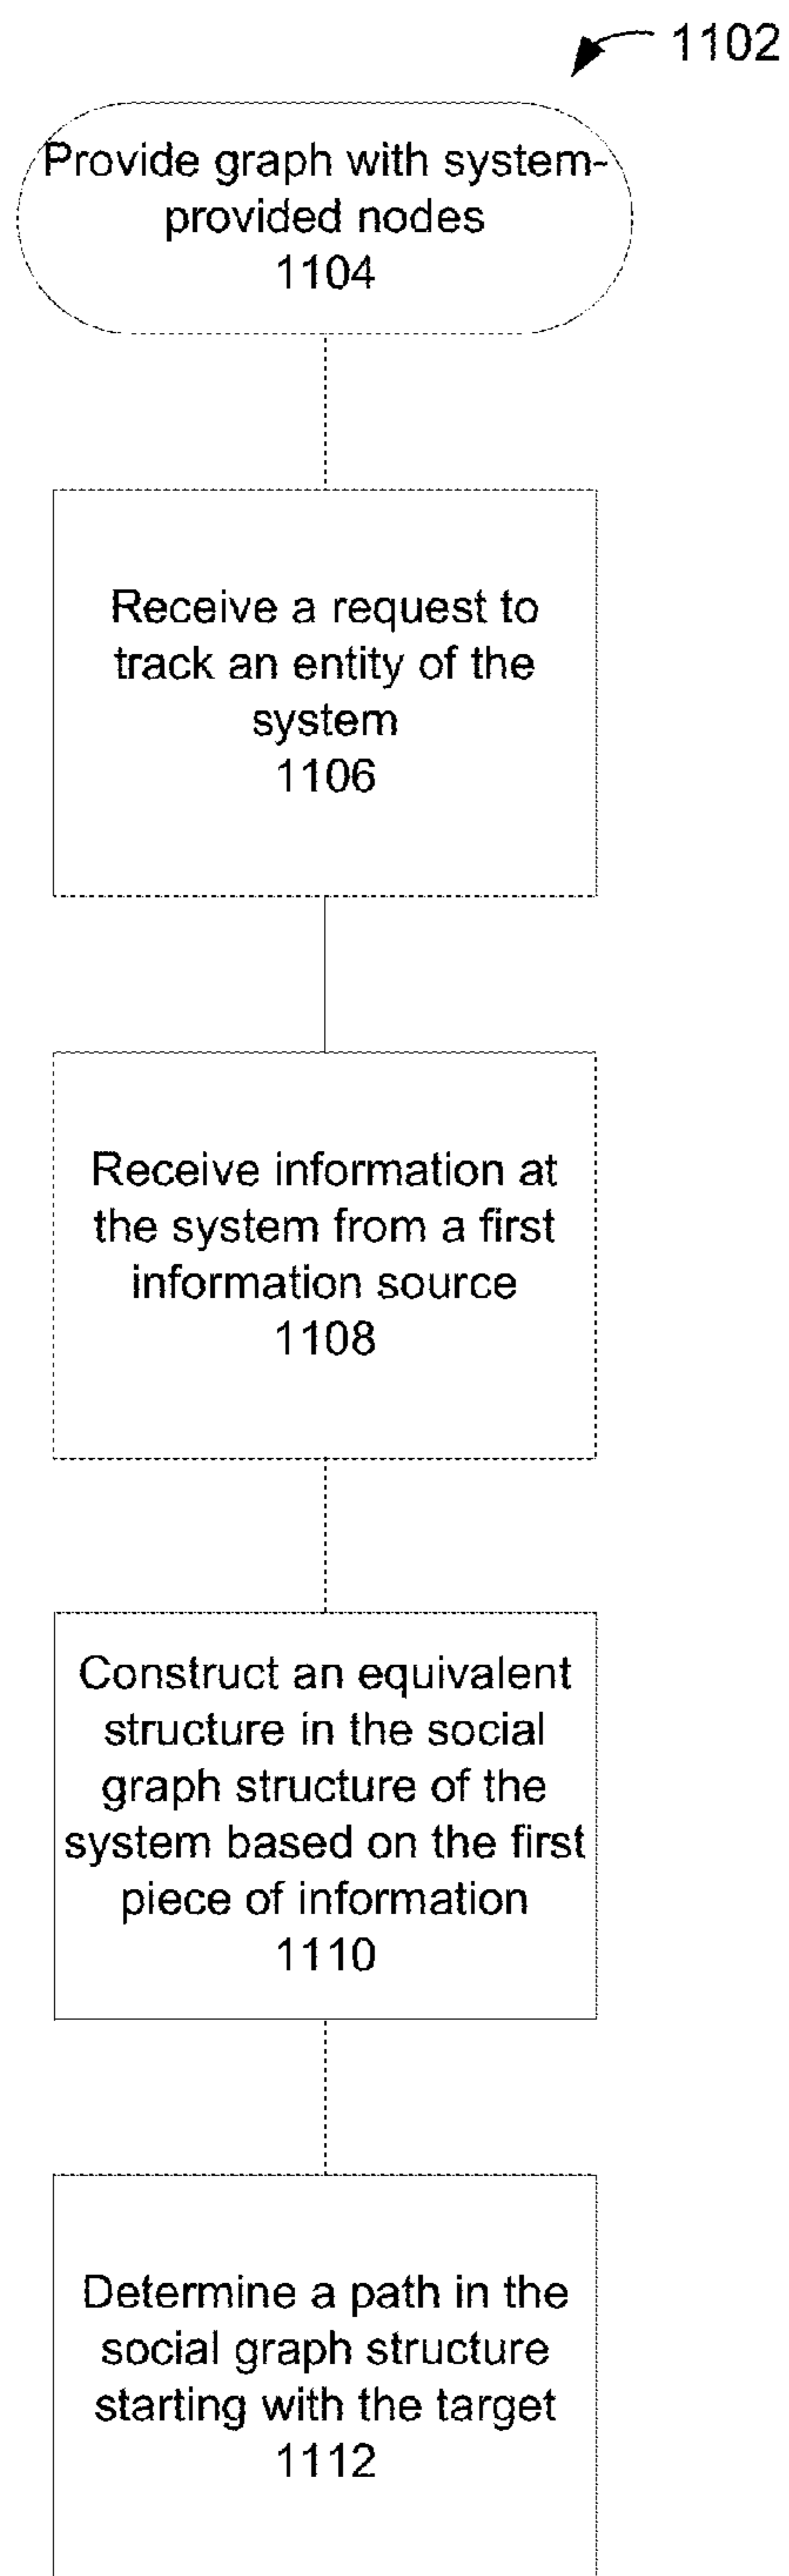 1102
Provide graph with system-
provided nodes
1104
Receive a request to
track an entity of the
system
1106
Receive information at
the system from a first
information source
1108
Construct an equivalent
structure in the social
graph structure of the
system based on the first
piece of information
1110
Determine a path in the
social graph structure
starting with the target
1112